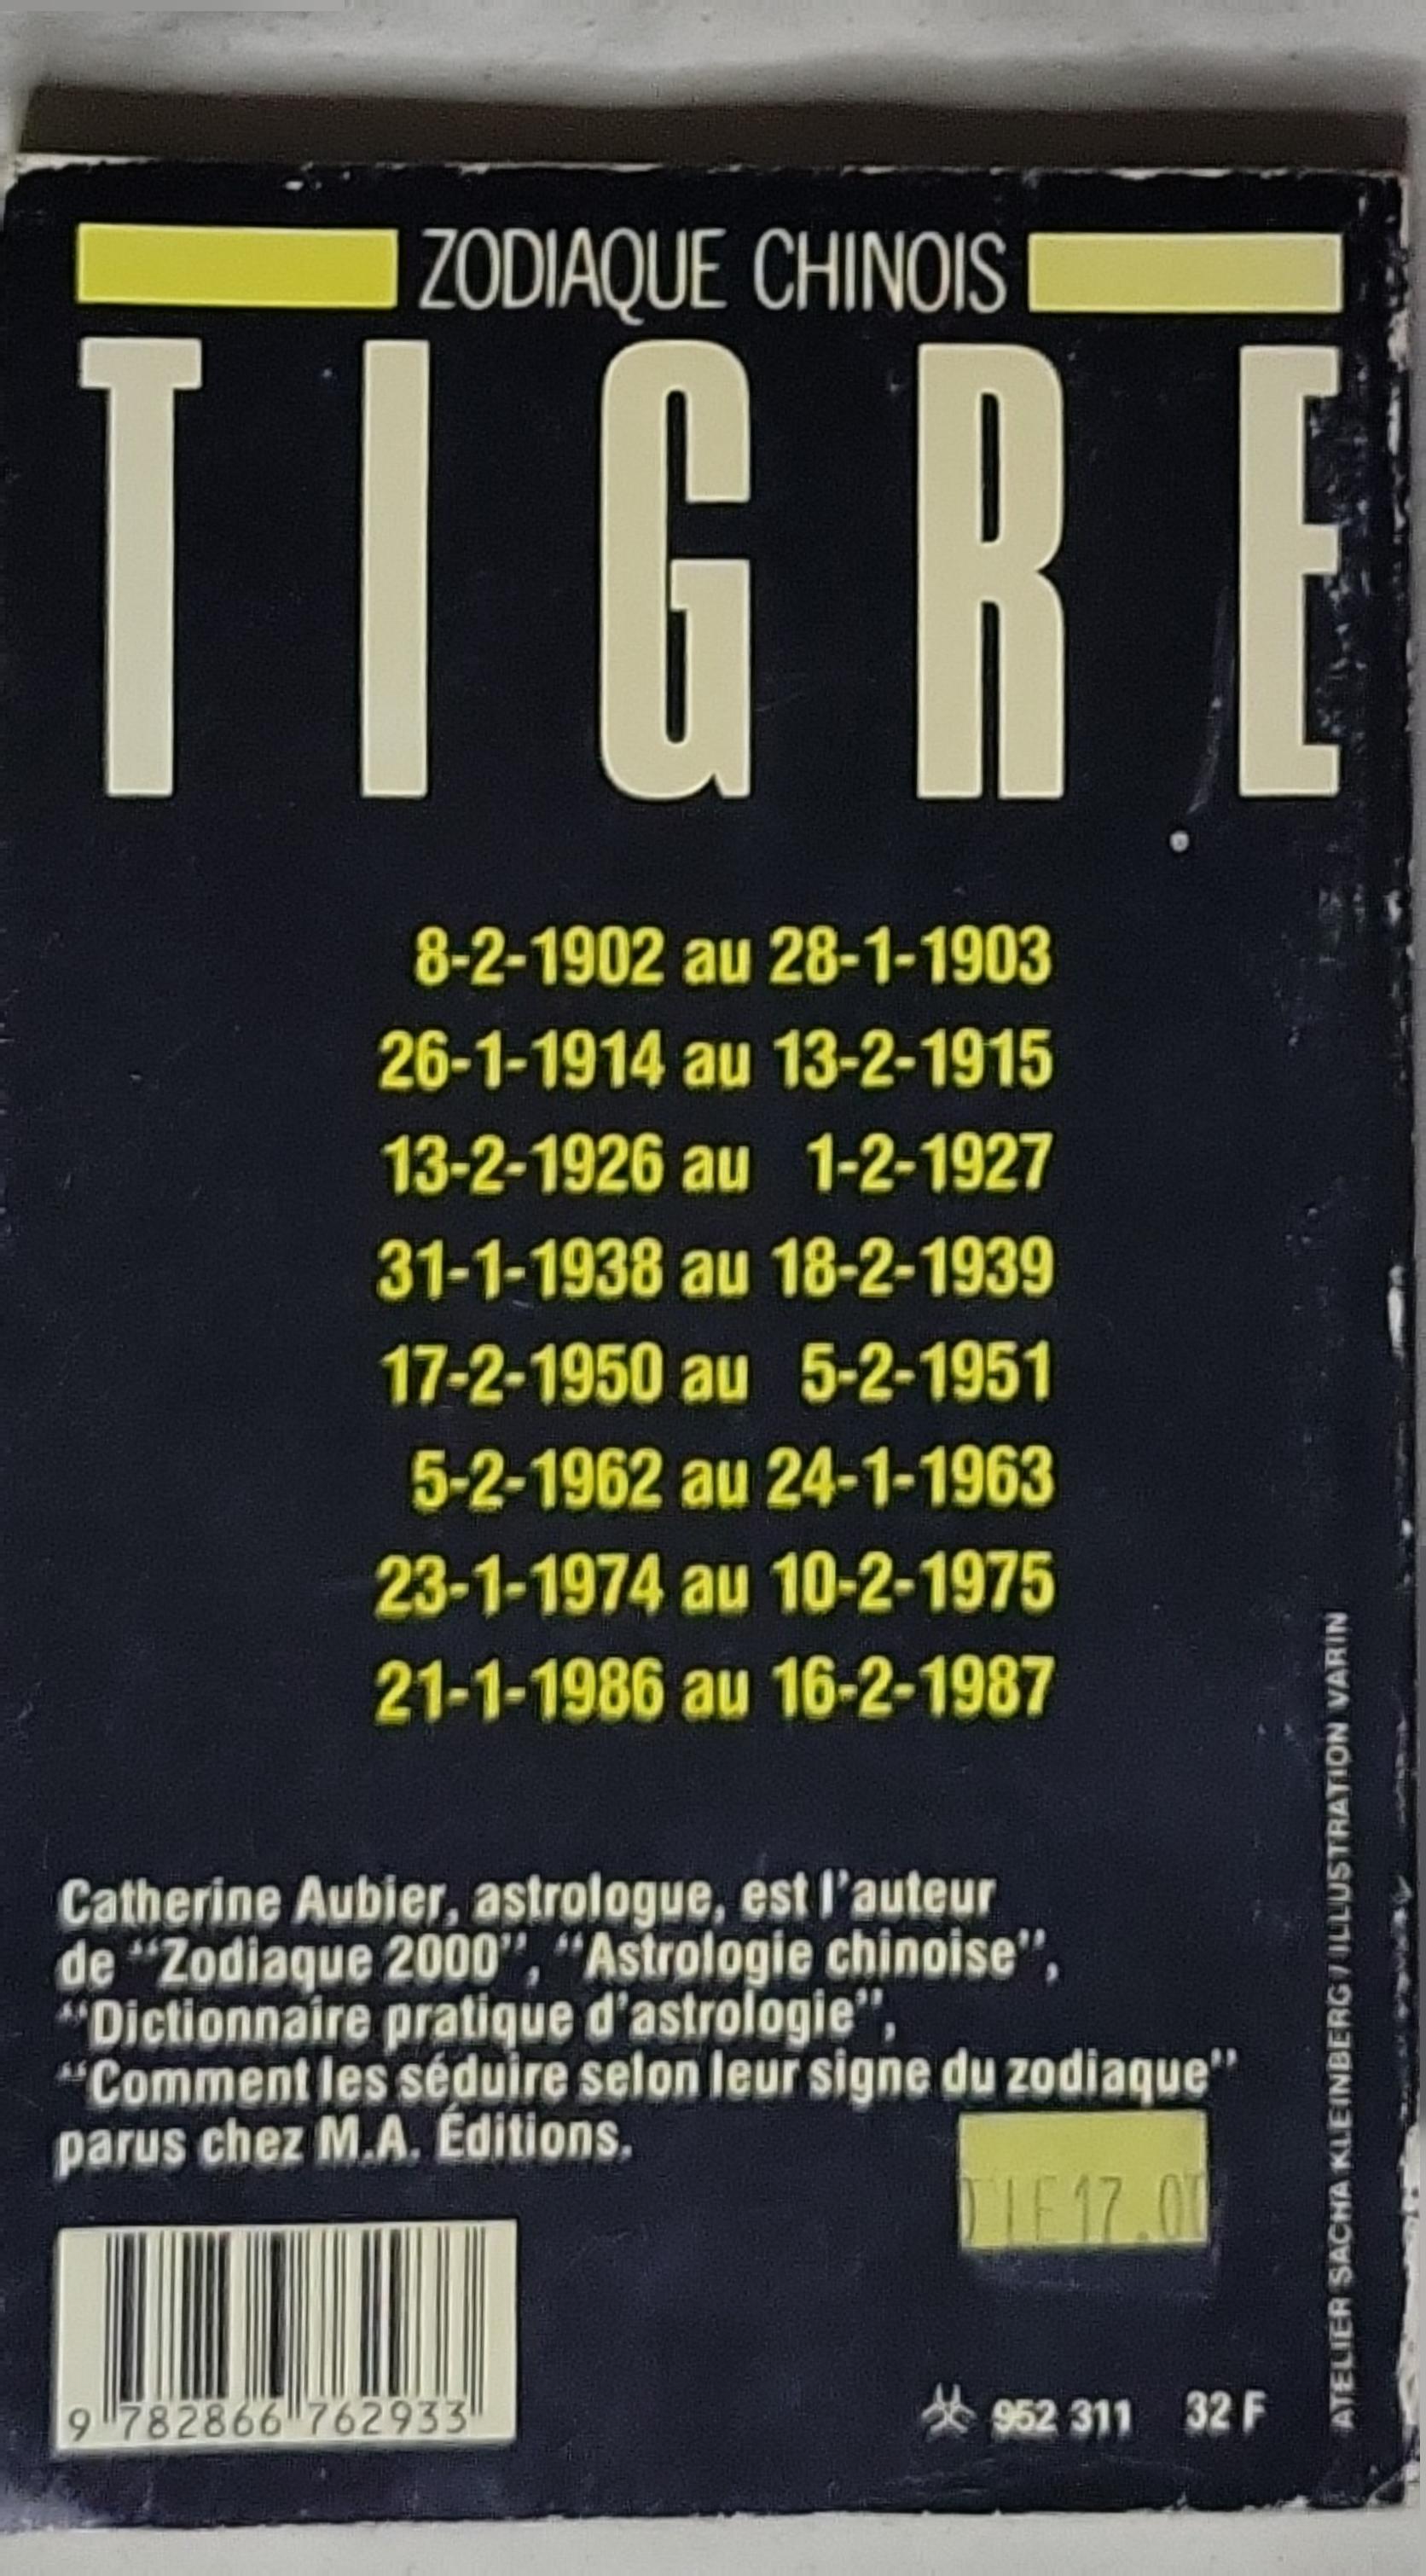 ZODIAQUE CHINOIS
TIGRE
8-2-1902 au 28-1-1903
26-1-1914 au 13-2-1915
13-2-1926 au 1-2-1927
31-1-1938 au 18-2-1939
17-2-1950 au 5-2-1951
5-2-1962 au 24-1-1963
23-1-1974 au 10-2-1975
21-1-1986 au 16-2-1987
Catherine Aubier, astrologue, est l'auteur
de "Zodiaque 2000", "Astrologie chinoise",
"Dictionnaire pratique d'astrologie",
"Comment les séduire selon leur signe du zodiaque"
parus chez M.A. Éditions.
9 782866 762933
952 311 32 F
ATELIER SACHA KLEINBERG / ILLUSTRATION VARIN